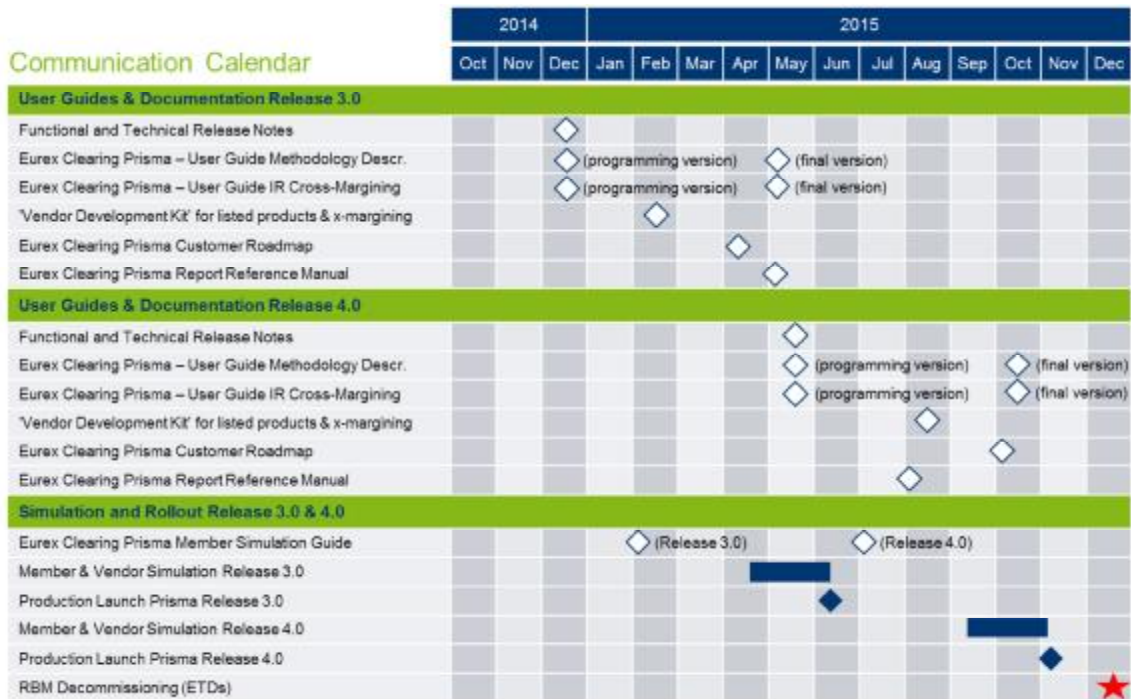 2014 2015
Communication Calendar Oct Nov Dec Jan Feb Mar Apr May Jun Jul Aug Sep Oct Nov Dec
User Guides & Documentation Release 3.0
Functional and Technical Release Notes
Eurex Clearing Prisma – User Guide Methodology Descr. (programming version) (final version)
Eurex Clearing Prisma – User Guide IR Cross-Margining (programming version) (final version)
'Vendor Development Kit' for listed products & x-margining
Eurex Clearing Prisma Customer Roadmap
Eurex Clearing Prisma Report Reference Manual
User Guides & Documentation Release 4.0
Functional and Technical Release Notes
Eurex Clearing Prisma – User Guide Methodology Descr. (programming version) (final version)
Eurex Clearing Prisma – User Guide IR Cross-Margining (programming version) (final version)
'Vendor Development Kit' for listed products & x-margining
Eurex Clearing Prisma Customer Roadmap
Eurex Clearing Prisma Report Reference Manual
Simulation and Rollout Release 3.0 & 4.0
Eurex Clearing Prisma Member Simulation Guide (Release 3.0) (Release 4.0)
Member & Vendor Simulation Release 3.0
Production Launch Prisma Release 3.0
Member & Vendor Simulation Release 4.0
Production Launch Prisma Release 4.0
RBM Decommissioning (ETDs)